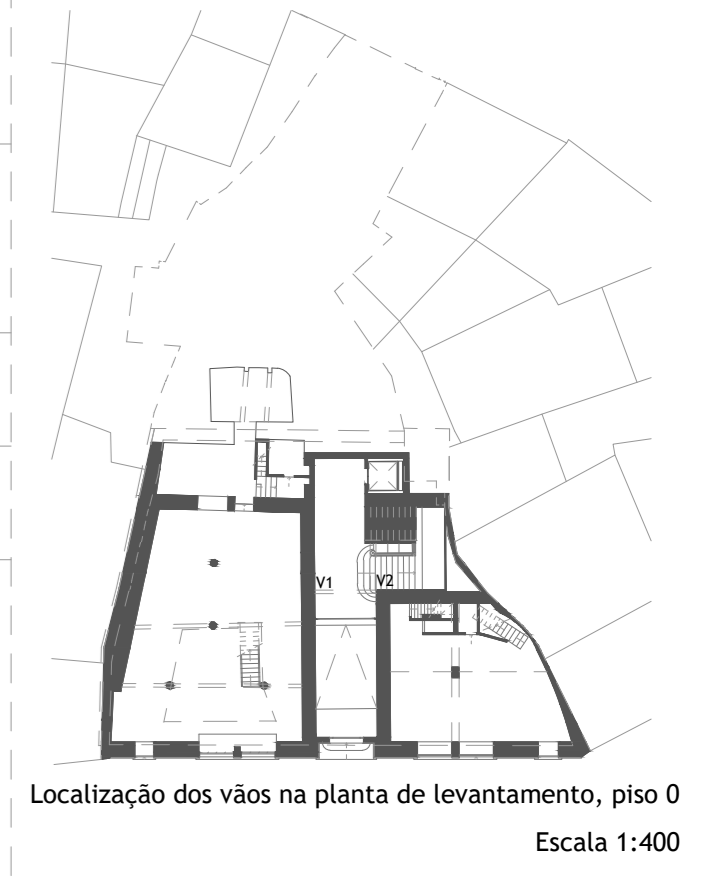 V1
V2
Localização dos vãos na planta de levantamento, piso 0
Escala 1:400